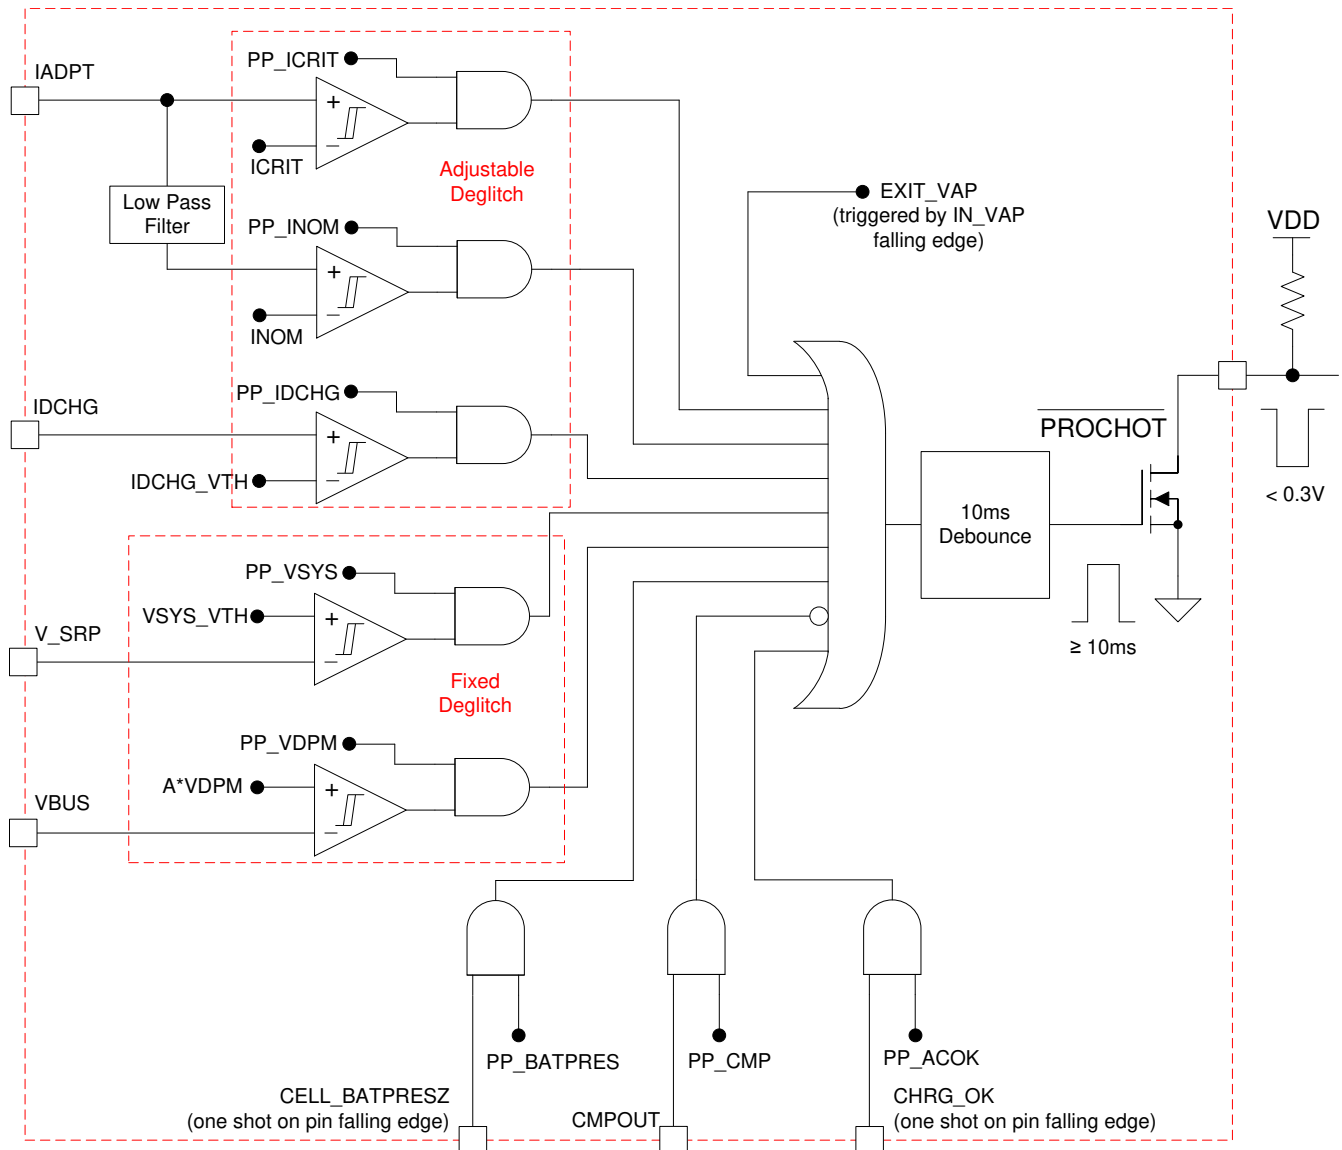 PP_ICRIT
IADPT
+
−
ICRIT
Adjustable
Deglitch
Low Pass
Filter
PP_INOM
+
−
INOM
EXIT_VAP
(triggered by IN_VAP
falling edge)
VDD
PP_IDCHG
IDCHG
+
−
IDCHG_VTH
PROCHOT
< 0.3V
10ms
Debounce
≥ 10ms
PP_VSYS
VSYS_VTH
+
−
V_SRP
Fixed
Deglitch
PP_VDPM
A*VDPM
+
−
VBUS
PP_BATPRES
PP_CMP
PP_ACOK
CELL_BATPRESZ
(one shot on pin falling edge)
CMPOUT
CHRG_OK
(one shot on pin falling edge)